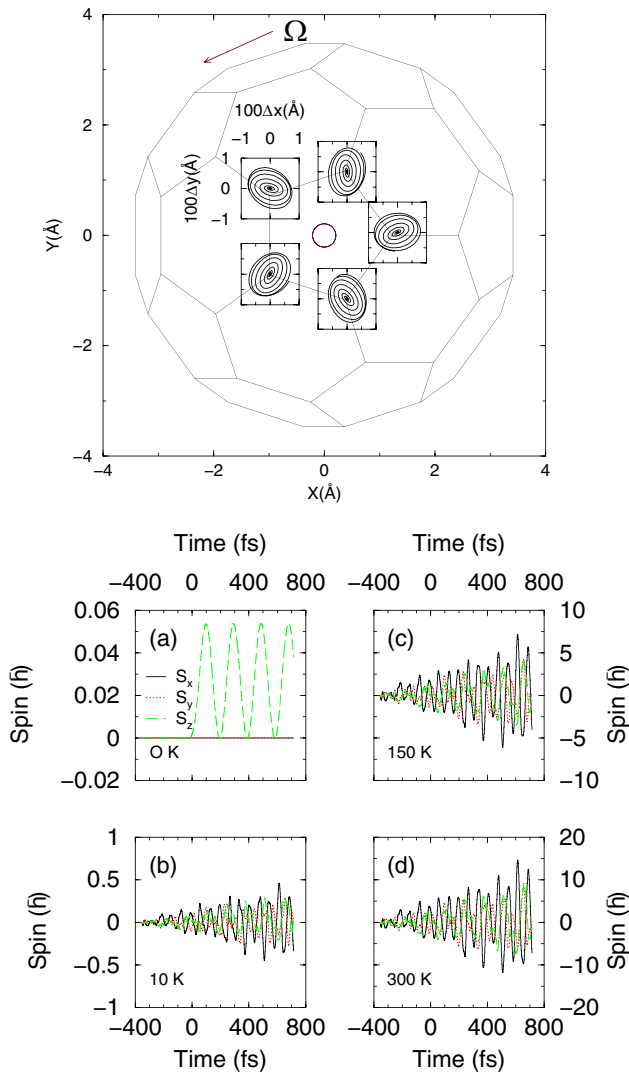 Ω
4
2
0
−2
−4
Y(Å)
−4 −2 0 2 4
X(Å)
100Δx(Å)
−1 0 1
1
0
−1
100Δy(Å)
Time (fs) Time (fs)
−400 0 400 800 −400 0 400 800
0.06
0.04
0.02
0
−0.02
Spin (ħ)
(a)
S_x
S_y
S_z
O K
(c)
150 K
10
5
0
−5
−10
Spin (ħ)
1
0.5
0
−0.5
−1
Spin (ħ)
(b)
10 K
(d)
300 K
20
10
0
−10
−20
Spin (ħ)
−400 0 400 800 −400 0 400 800
Time (fs) Time (fs)